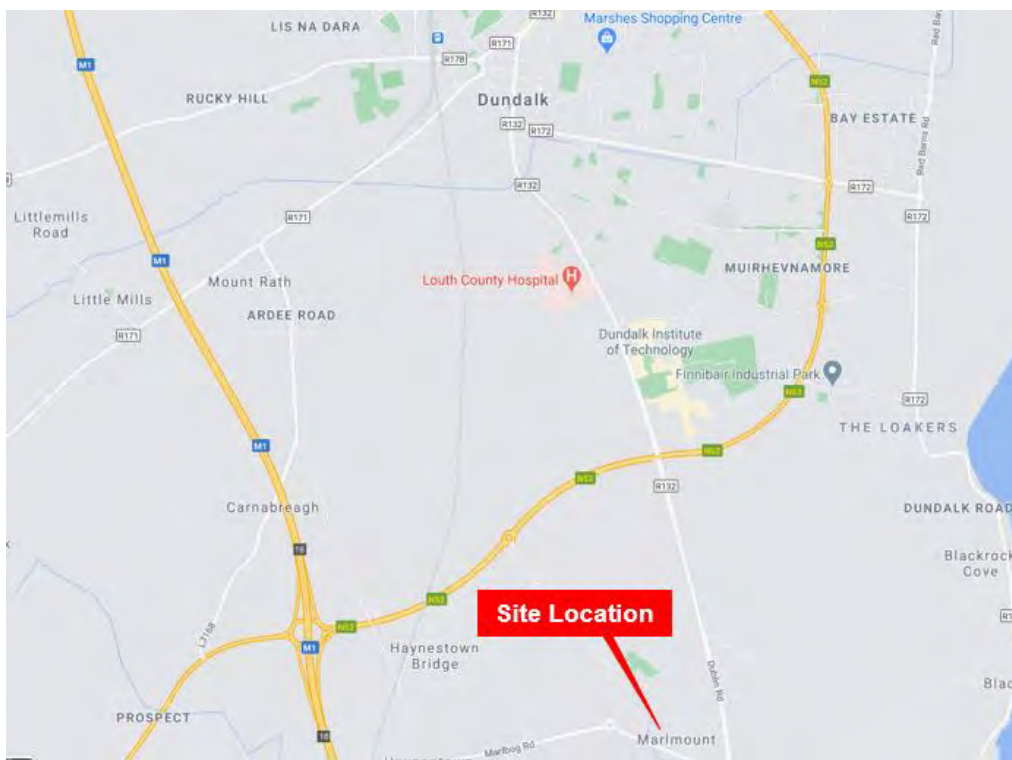 LIS NA DARA
R132
Marshes Shopping Centre
R171
R178
M1
N52
RUCKY HILL
Dundalk
R132
R172
BAY ESTATE
Red Barns Rd
R132
R172
Littlemills
Road
R171
R172
N52
M1
MUIRHEVNAMORE
Mount Rath
Louth County Hospital
H
Little Mills
ARDEE ROAD
R171
Dundalk Institute
of Technology
Finnibair Industrial Park
N52
R172
THE LOAKERS
M1
N52
N52
R132
Carnabreagh
DUNDALK ROAD
16
Blackrock
Cove
N52
Site Location
N52
L3168
M1
Haynestown
Bridge
Dublin Rd
PROSPECT
16
Marlbog Rd
Marlmount